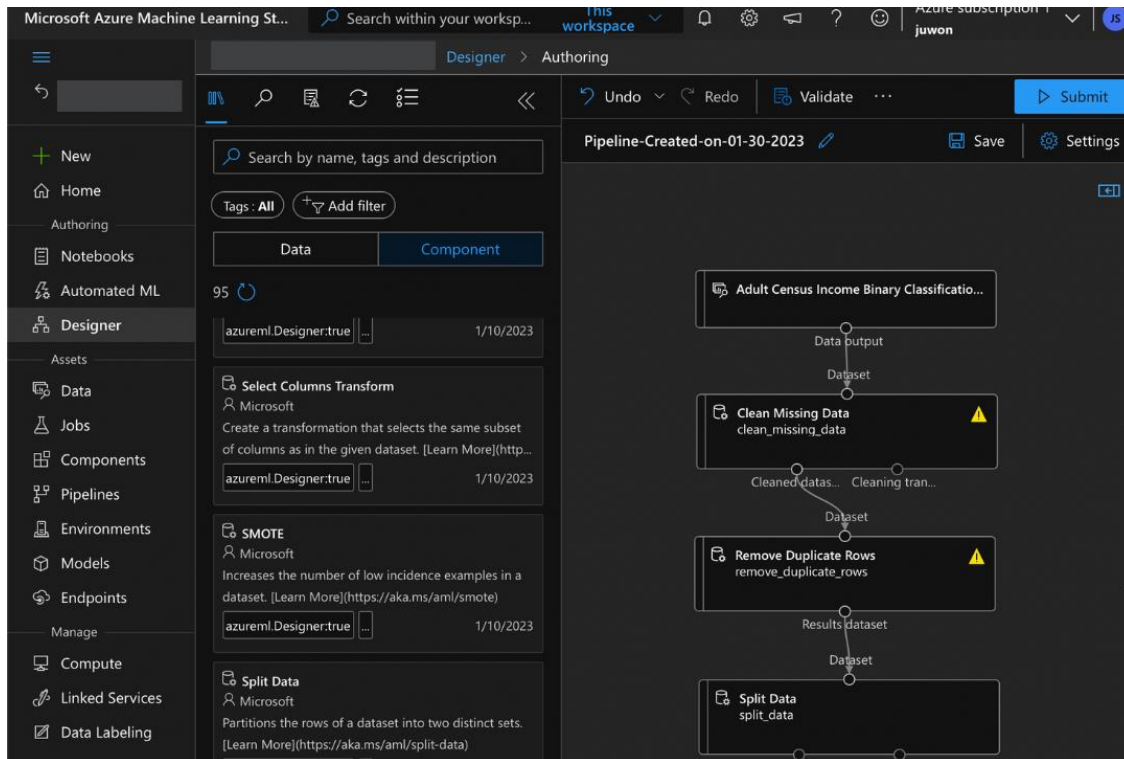 Microsoft Azure Machine Learning St...
Search within your worksp...
This
workspace
Azure subscription 1
juwon
JS
Designer > Authoring
New
Home
Authoring
Notebooks
Automated ML
Designer
Assets
Data
Jobs
Components
Pipelines
Environments
Models
Endpoints
Manage
Compute
Linked Services
Data Labeling
Search by name, tags and description
Tags : All
Add filter
Data
Component
95
azureml.Designer:true
...
1/10/2023
Select Columns Transform
Microsoft
Create a transformation that selects the same subset
of columns as in the given dataset. [Learn More](http...
azureml.Designer:true
...
1/10/2023
SMOTE
Microsoft
Increases the number of low incidence examples in a
dataset. [Learn More](https://aka.ms/aml/smote)
azureml.Designer:true
...
1/10/2023
Split Data
Microsoft
Partitions the rows of a dataset into two distinct sets.
[Learn More](https://aka.ms/aml/split-data)
Undo
Redo
Validate
...
Submit
Pipeline-Created-on-01-30-2023
Save
Settings
Adult Census Income Binary Classificatio...
Data output
Dataset
Clean Missing Data
clean_missing_data
Cleaned datas...
Cleaning tran...
Dataset
Remove Duplicate Rows
remove_duplicate_rows
Results dataset
Dataset
Split Data
split_data